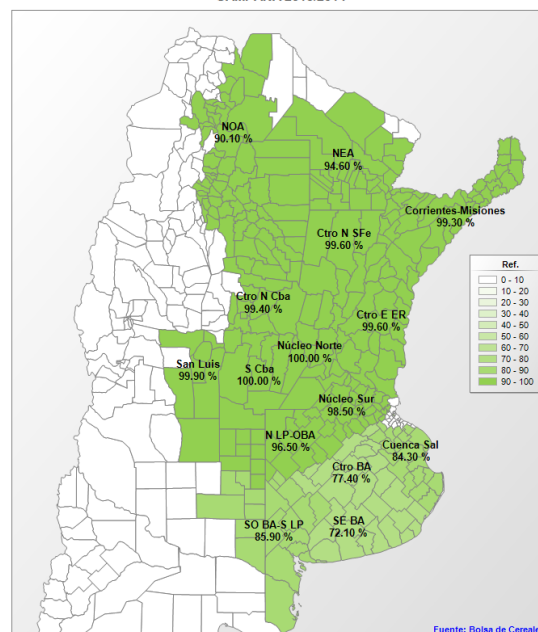 NOA
90.10 %
NEA
94.60 %
Corrientes-Misiones
99.30 %
Ctro N SFe
99.60 %
Ref.
0 - 10
10 - 20
20 - 30
30 - 40
40 - 50
50 - 60
60 - 70
70 - 80
80 - 90
90 - 100
Ctro N Cba
99.40 %
Ctro E ER
99.60 %
Núcleo Norte
100.00 %
San Luis
99.90 %
S Cba
100.00 %
Núcleo Sur
98.50 %
N LP-OBA
96.50 %
Cuenca Sal
84.30 %
Ctro BA
77.40 %
SO BA-S LP
85.90 %
SE BA
72.10 %
Fuente: Bolsa de Cereale